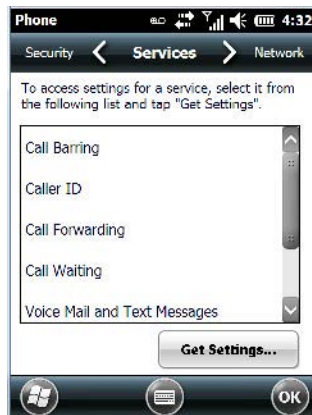 Phone 4:32
Security Services Network
To access settings for a service, select it from
the following list and tap "Get Settings".
Call Barring
Caller ID
Call Forwarding
Call Waiting
Voice Mail and Text Messages
Get Settings...
OK